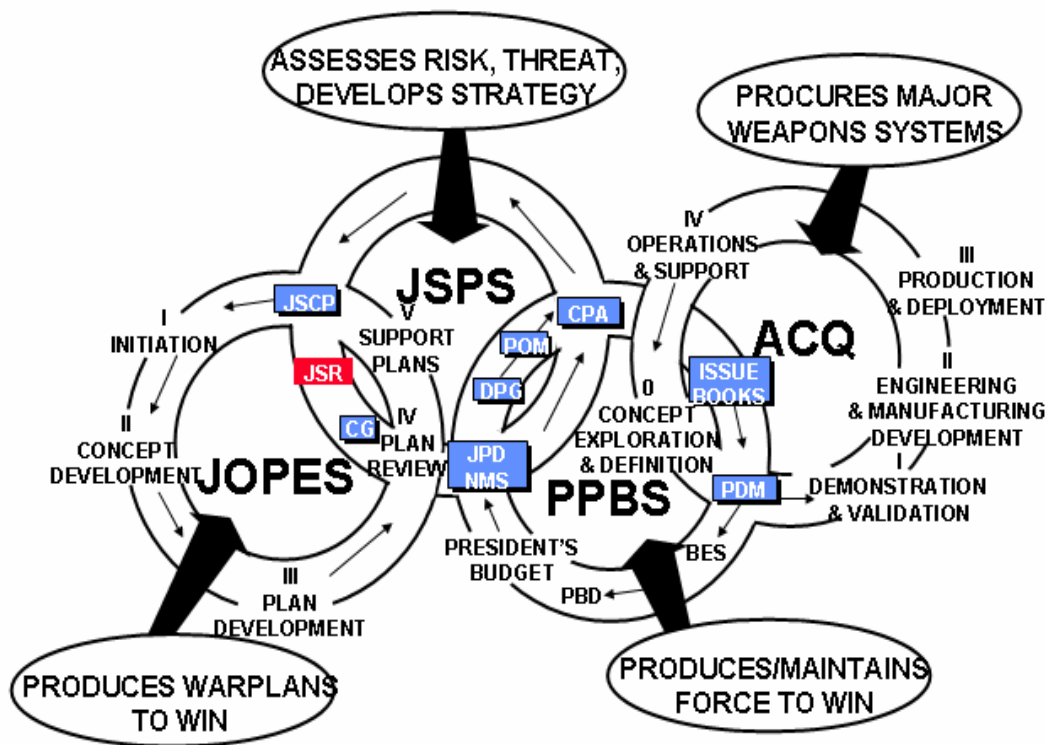 ASSESSES RISK, THREAT,
DEVELOPS STRATEGY
PROCURES MAJOR
WEAPONS SYSTEMS
JSPS
JSCP
JSR
CG
V
SUPPORT
PLANS
IV
PLAN
REVIEW
I
INITIATION
II
CONCEPT
DEVELOPMENT
III
PLAN
DEVELOPMENT
JOPES
CPA
POM
DPG
JPD
NMS
PRESIDENT'S
BUDGET
PBD
BES
PDM
PPBS
ISSUE
BOOKS
IV
OPERATIONS
& SUPPORT
0
CONCEPT
EXPLORATION
& DEFINITION
ACQ
III
PRODUCTION
& DEPLOYMENT
II
ENGINEERING
& MANUFACTURING
DEVELOPMENT
I
DEMONSTRATION
& VALIDATION
PRODUCES WARPLANS
TO WIN
PRODUCES/MAINTAINS
FORCE TO WIN